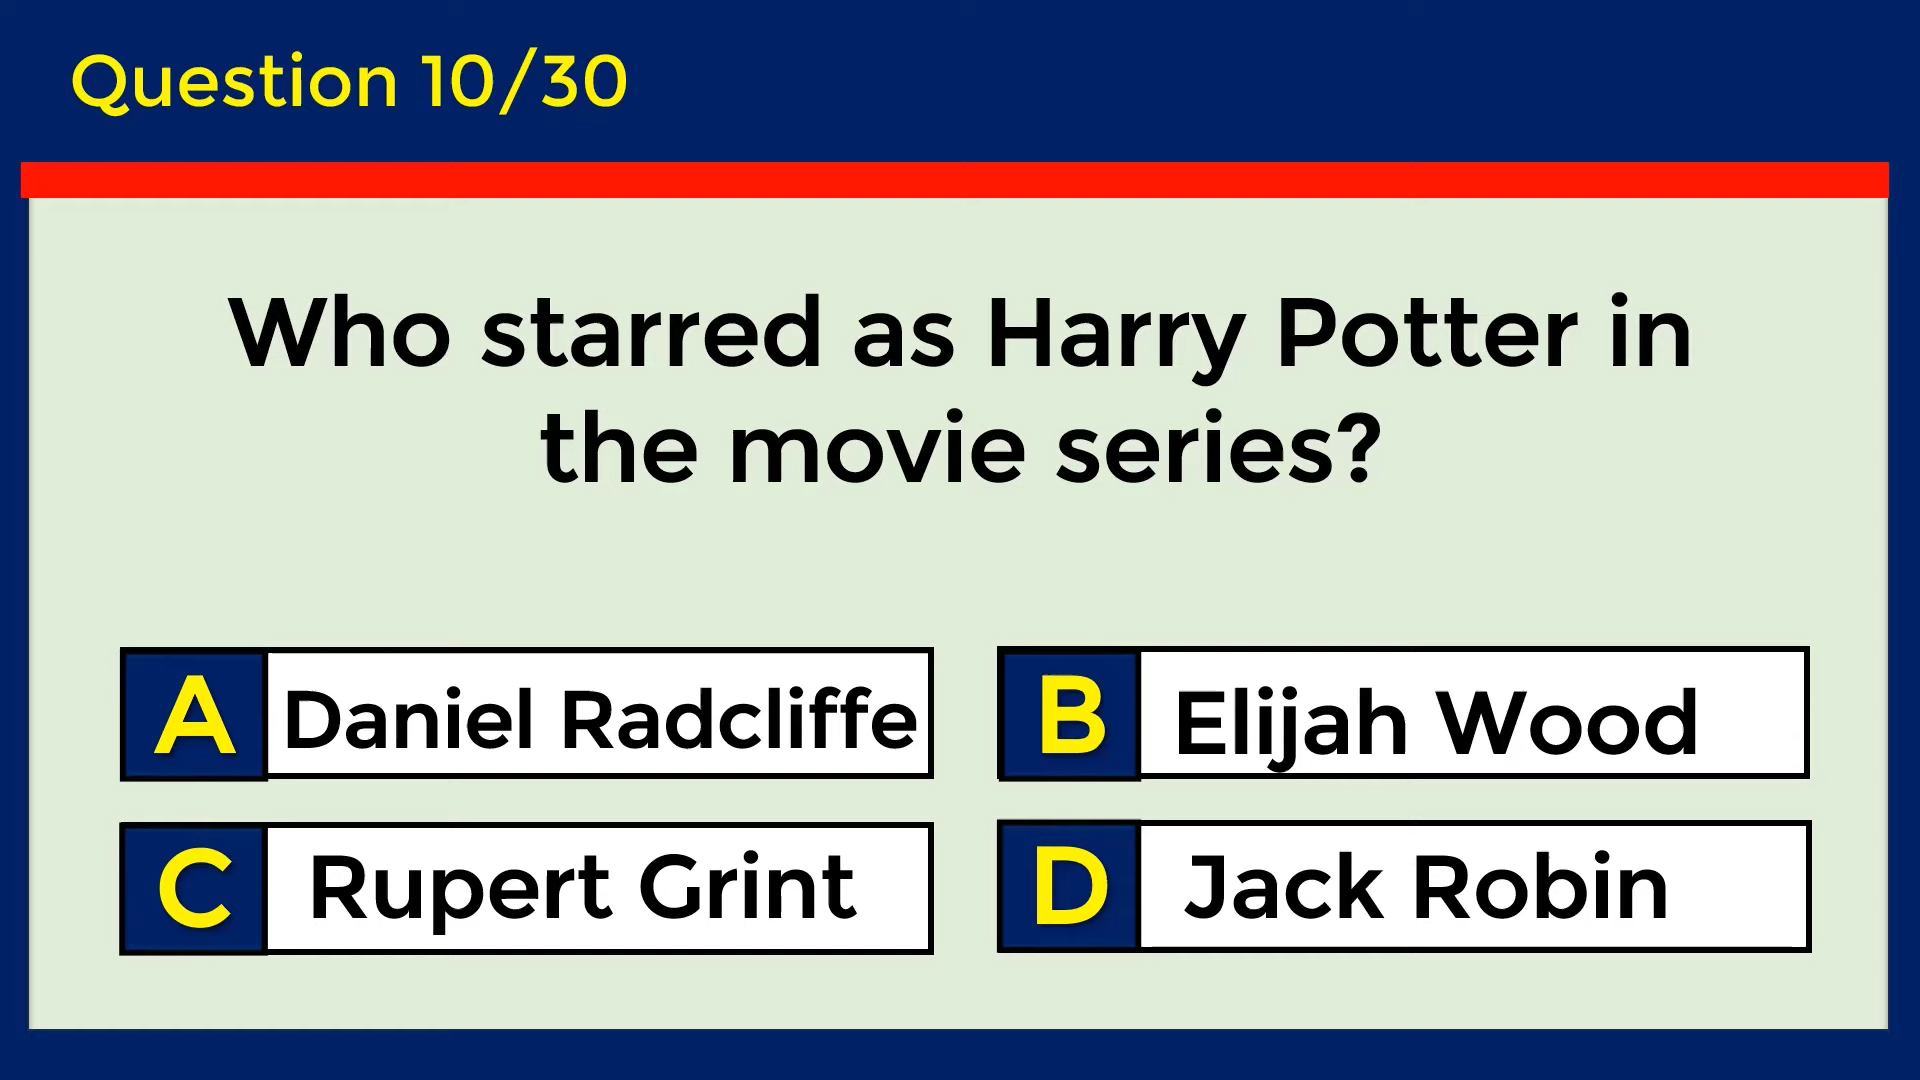 Question 10/30
Who starred as Harry Potter in
the movie series?
A Daniel Radcliffe
B Elijah Wood
C Rupert Grint
D Jack Robin